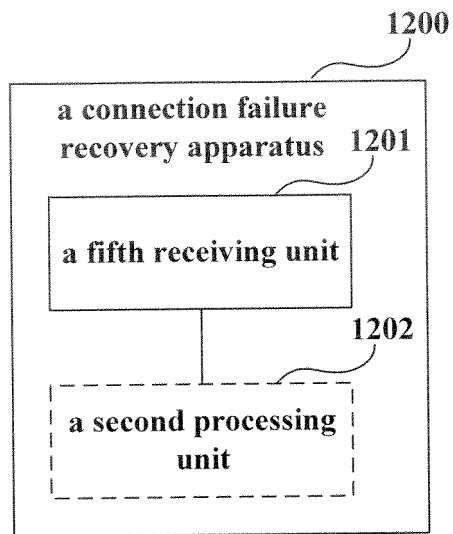 1200
a connection failure
recovery apparatus
1201
a fifth receiving unit
1202
a second processing
unit